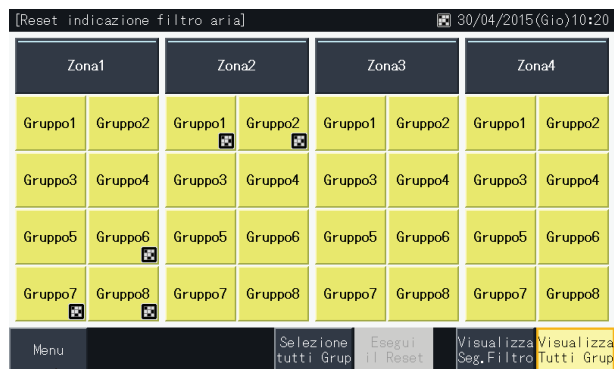 [Reset indicazione filtro aria] 30/04/2015(Gio)10:20
Zona1 Zona2 Zona3 Zona4
Gruppo1 Gruppo2 Gruppo1 Gruppo2 Gruppo1 Gruppo2 Gruppo1 Gruppo2
Gruppo3 Gruppo4 Gruppo3 Gruppo4 Gruppo3 Gruppo4 Gruppo3 Gruppo4
Gruppo5 Gruppo6 Gruppo5 Gruppo6 Gruppo5 Gruppo6 Gruppo5 Gruppo6
Gruppo7 Gruppo8 Gruppo7 Gruppo8 Gruppo7 Gruppo8 Gruppo7 Gruppo8
Menu
Selezione
tutti Grup
Esegui
il Reset
Visualizza
Seg.Filtro
Visualizza
Tutti Grup